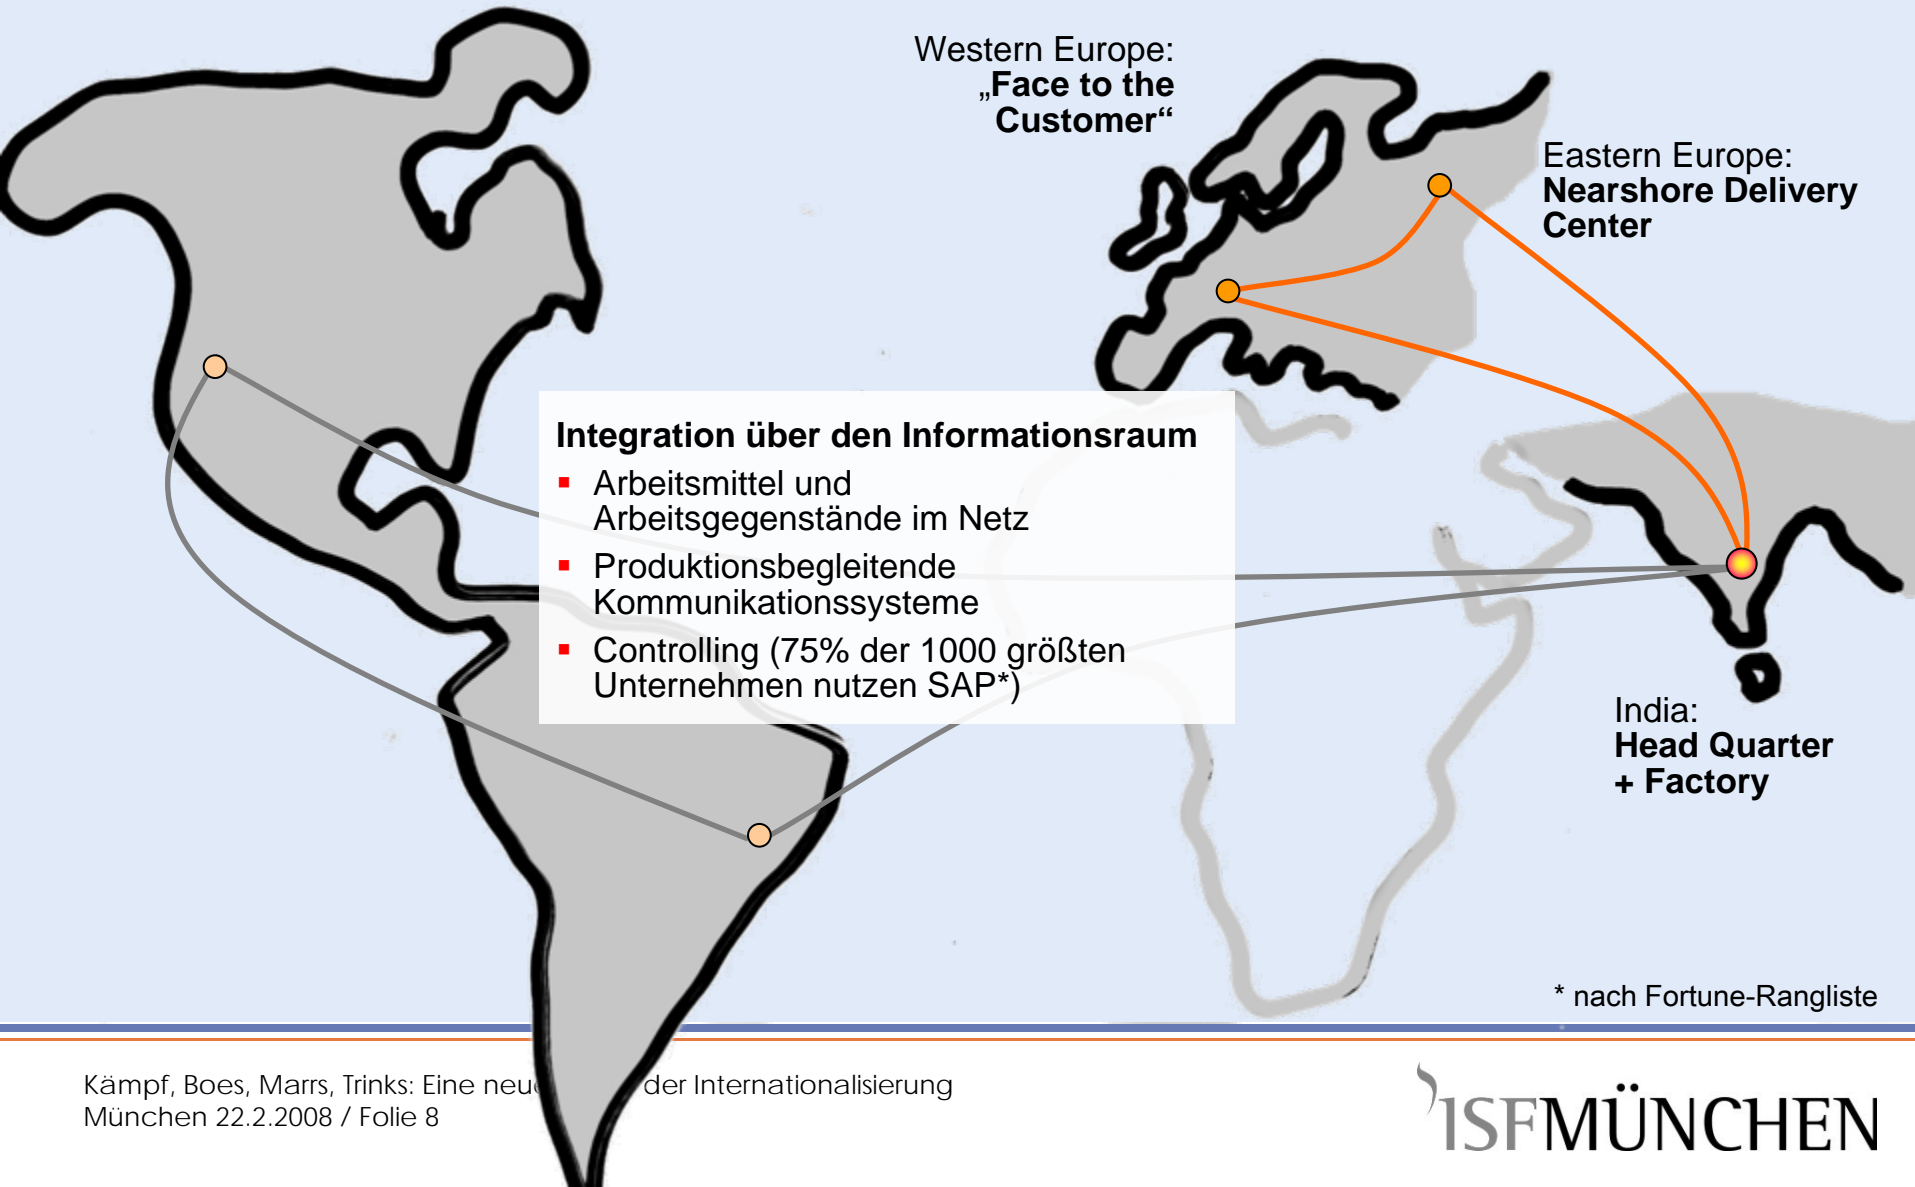 Western Europe:
„Face to the
Customer“
Eastern Europe:
Nearshore Delivery
Center
Integration über den Informationsraum
▪ Arbeitsmittel und
Arbeitsgegenstände im Netz
▪ Produktionsbegleitende
Kommunikationssysteme
▪ Controlling (75% der 1000 größten
Unternehmen nutzen SAP*)
India:
Head Quarter
+ Factory
* nach Fortune-Rangliste
Kämpf, Boes, Marrs, Trinks: Eine der Internationalisierung
München 22.2.2008 / Folie 8
ISFMÜNCHEN